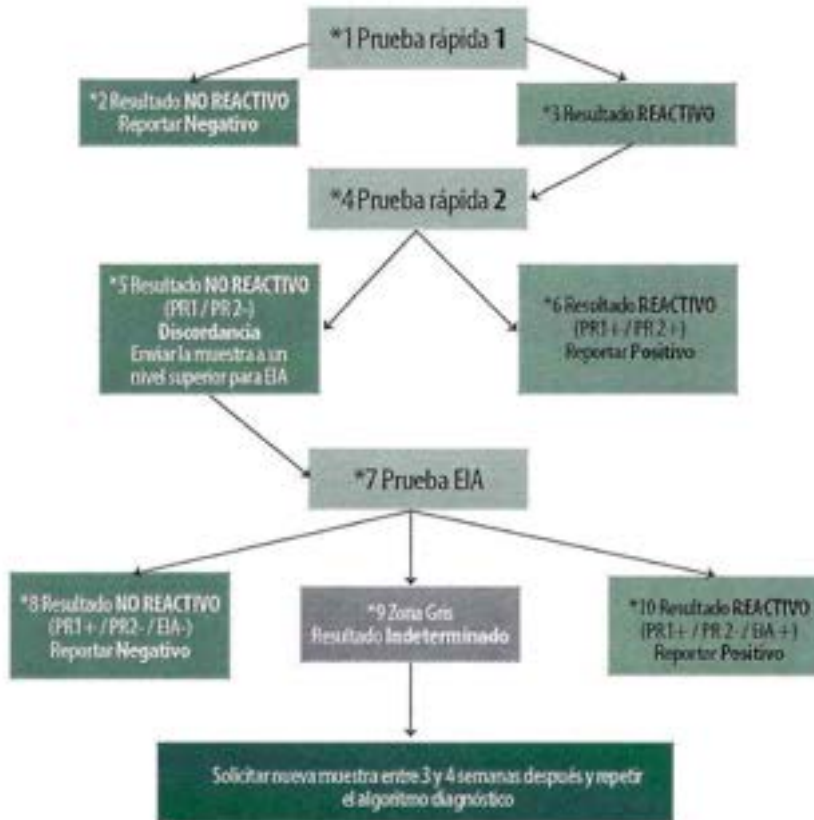 *1 Prueba rápida 1
*2 Resultado NO REACTIVO
Reportar Negativo
*3 Resultado REACTIVO
*4 Prueba rápida 2
*5 Resultado NO REACTIVO
(PR1 / PR 2-)
Discordancia
Enviar la muestra a un
nivel superior para EIA
*6 Resultado REACTIVO
(PR1+ / PR 2+)
Reportar Positivo
*7 Prueba EIA
*8 Resultado NO REACTIVO
(PR1+ / PR2- / EIA-)
Reportar Negativo
*9 Zona Gris
Resultado Indeterminado
*10 Resultado REACTIVO
(PR1+ / PR 2- / EIA +)
Reportar Positivo
Solicitar nueva muestra entre 3 y 4 semanas después y repetir
el algoritmo diagnóstico